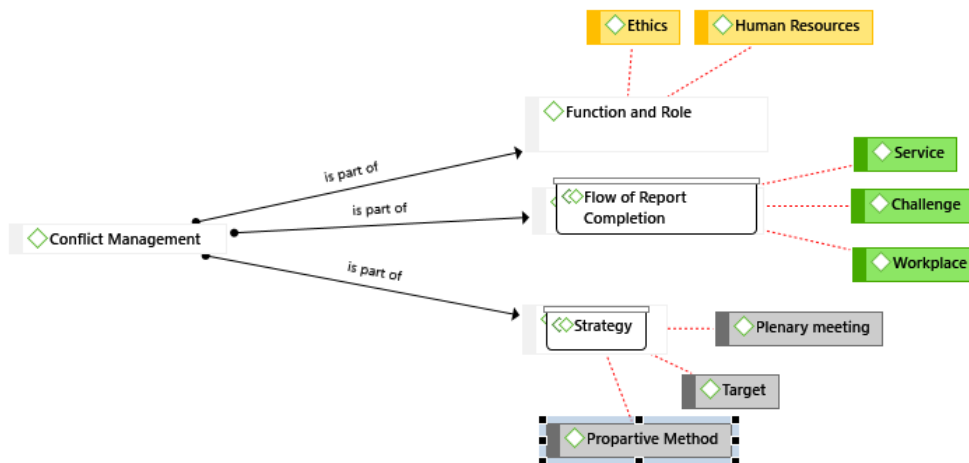 Ethics
Human Resources
Function and Role
is part of
Service
Flow of Report
Completion
is part of
Challenge
Conflict Management
Workplace
is part of
Strategy
Plenary meeting
Target
Propartive Method